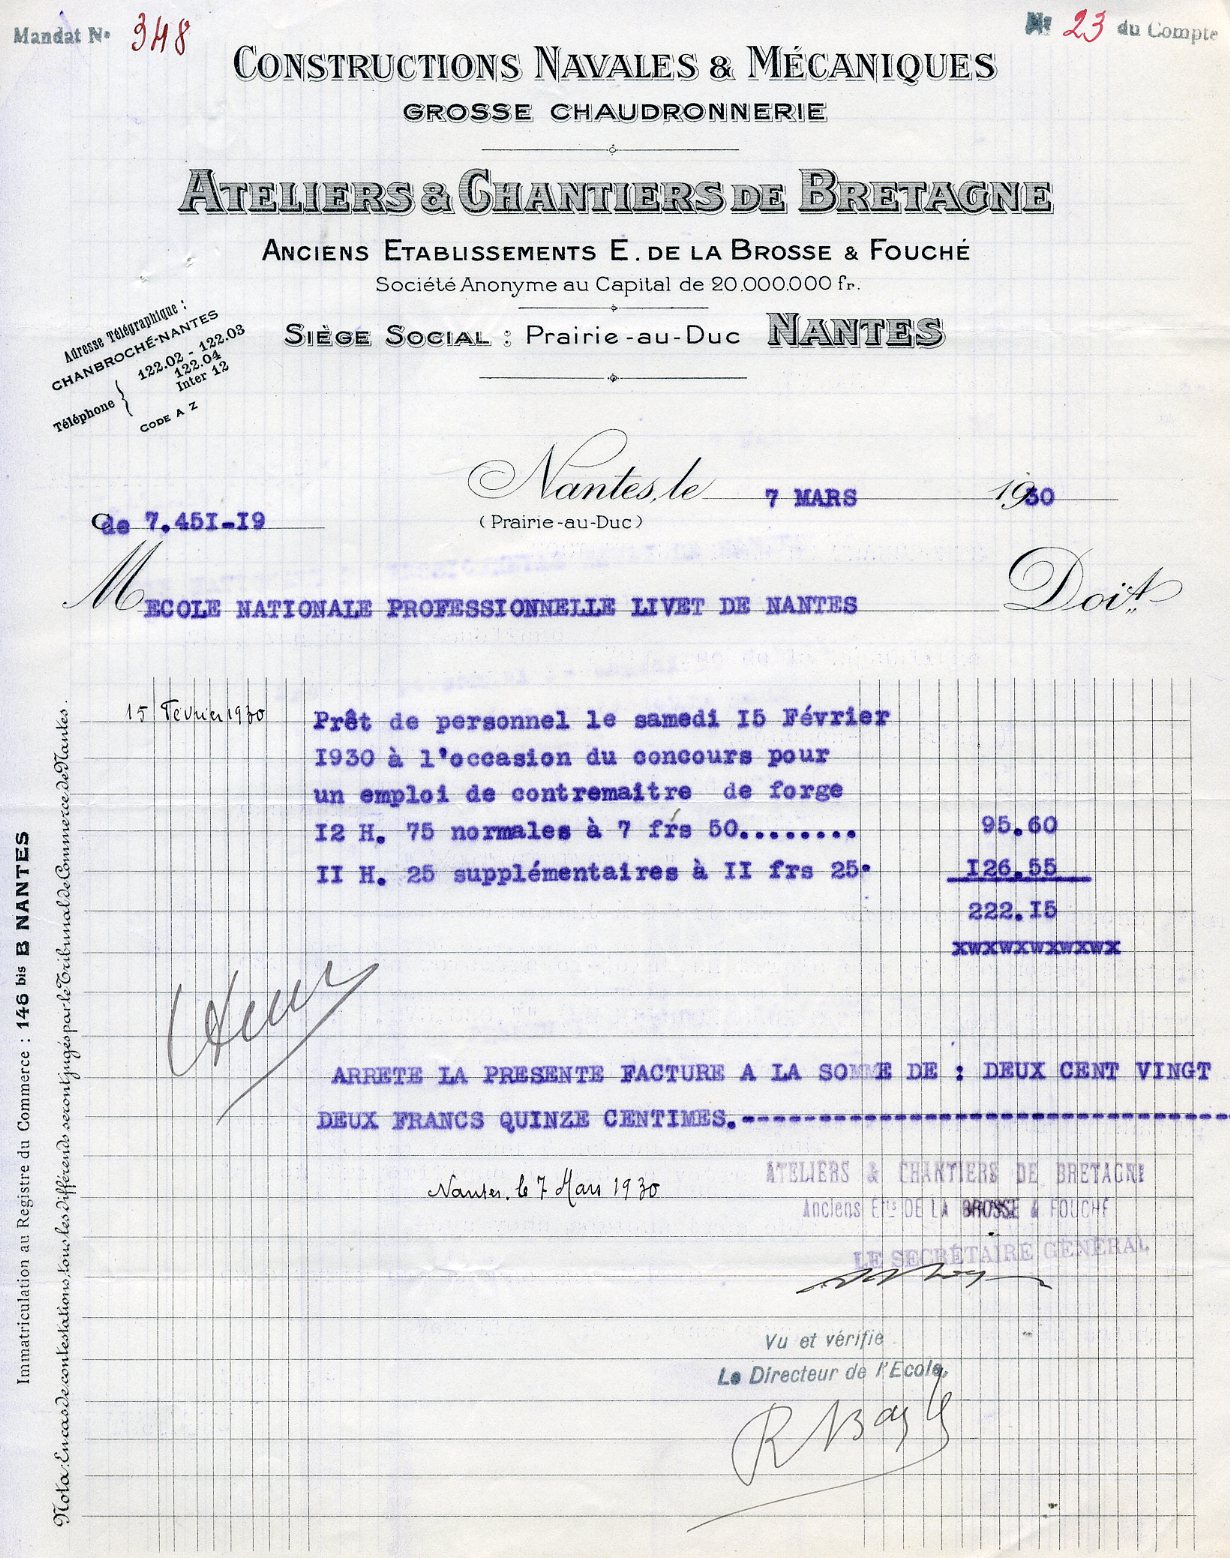 Mandat Nº 348
Nº 23 du Compte
CONSTRUCTIONS NAVALES & MÉCANIQUES
GROSSE CHAUDRONNERIE
ATELIERS & CHANTIERS DE BRETAGNE
ANCIENS ETABLISSEMENTS E. DE LA BROSSE & FOUCHÉ
Société Anonyme au Capital de 20.000.000 fr.
SIÈGE SOCIAL : Prairie-au-Duc NANTES
Adresse Télégraphique :
CHANBROCHÉ-NANTES
Téléphone
122.02 - 122.03
122.04
Inter 12
CODE A Z
Nantes, le 7 MARS 1930
(Prairie-au-Duc)
Cde 7.45I-I9
M ECOLE NATIONALE PROFESSIONNELLE LIVET DE NANTES Doit
15 Février 1930
Prêt de personnel le samedi I5 Février
I930 à l'occasion du concours pour
un emploi de contremaitre de forge
I2 H. 75 normales à 7 frs 50........ 95.60
II H. 25 supplémentaires à II frs 25. I26.55
222.I5
xwxwxwxwxwx
ARRETE LA PRESENTE FACTURE A LA SOMME DE : DEUX CENT VINGT
DEUX FRANCS QUINZE CENTIMES.--------------------------------
Nantes, le 7 Mars 1930
ATELIERS & CHANTIERS DE BRETAGNE
Anciens Etts DE LA BROSSE & FOUCHÉ
LE SECRÉTAIRE GÉNÉRAL
Vu et vérifié
Le Directeur de l'Ecole,
Immatriculation au Registre du Commerce : 146 bis B NANTES
Nota : En cas de contestations, tous les différends seront jugés par le Tribunal de Commerce de Nantes.